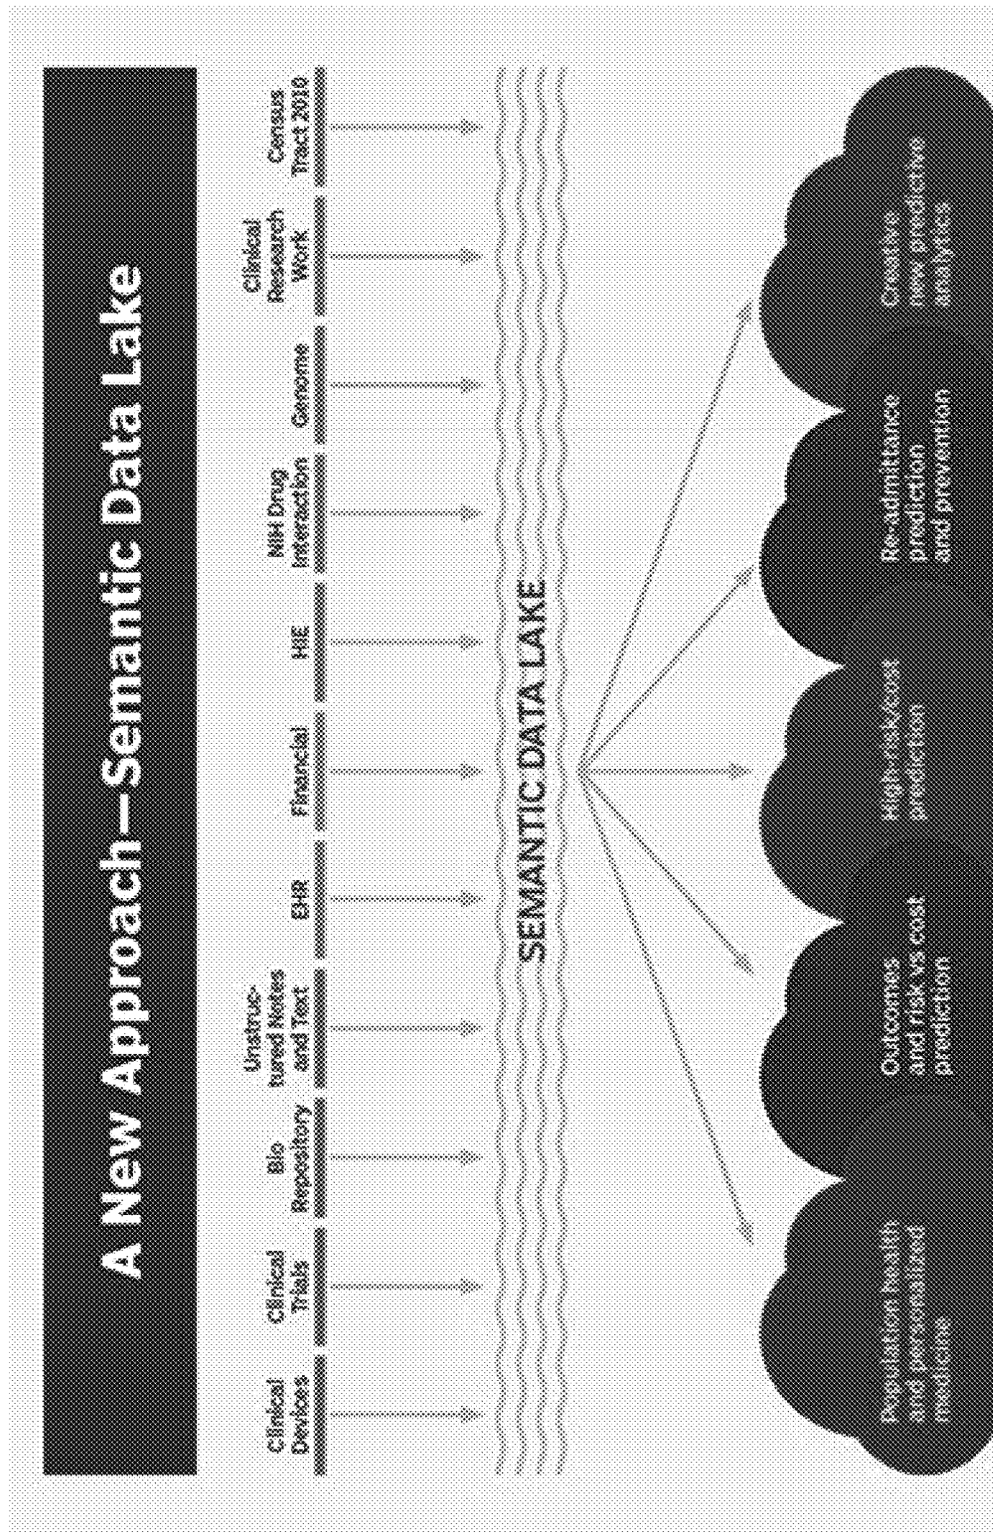 A New Approach—Semantic Data Lake
Clinical
Devices
Clinical
Trials
Bio
Repository
Unstruc-
tured Notes
and Text
EHR
Financial
HIE
NIH Drug
Interaction
Genome
Clinical
Research
Work
Census
Tract 2010
SEMANTIC DATA LAKE
Population health
and personalized
medicine
Outcomes
and risk vs cost
prediction
High-risk/cost
prediction
Re-admittance
prediction
and prevention
Creative
new predictive
analytics